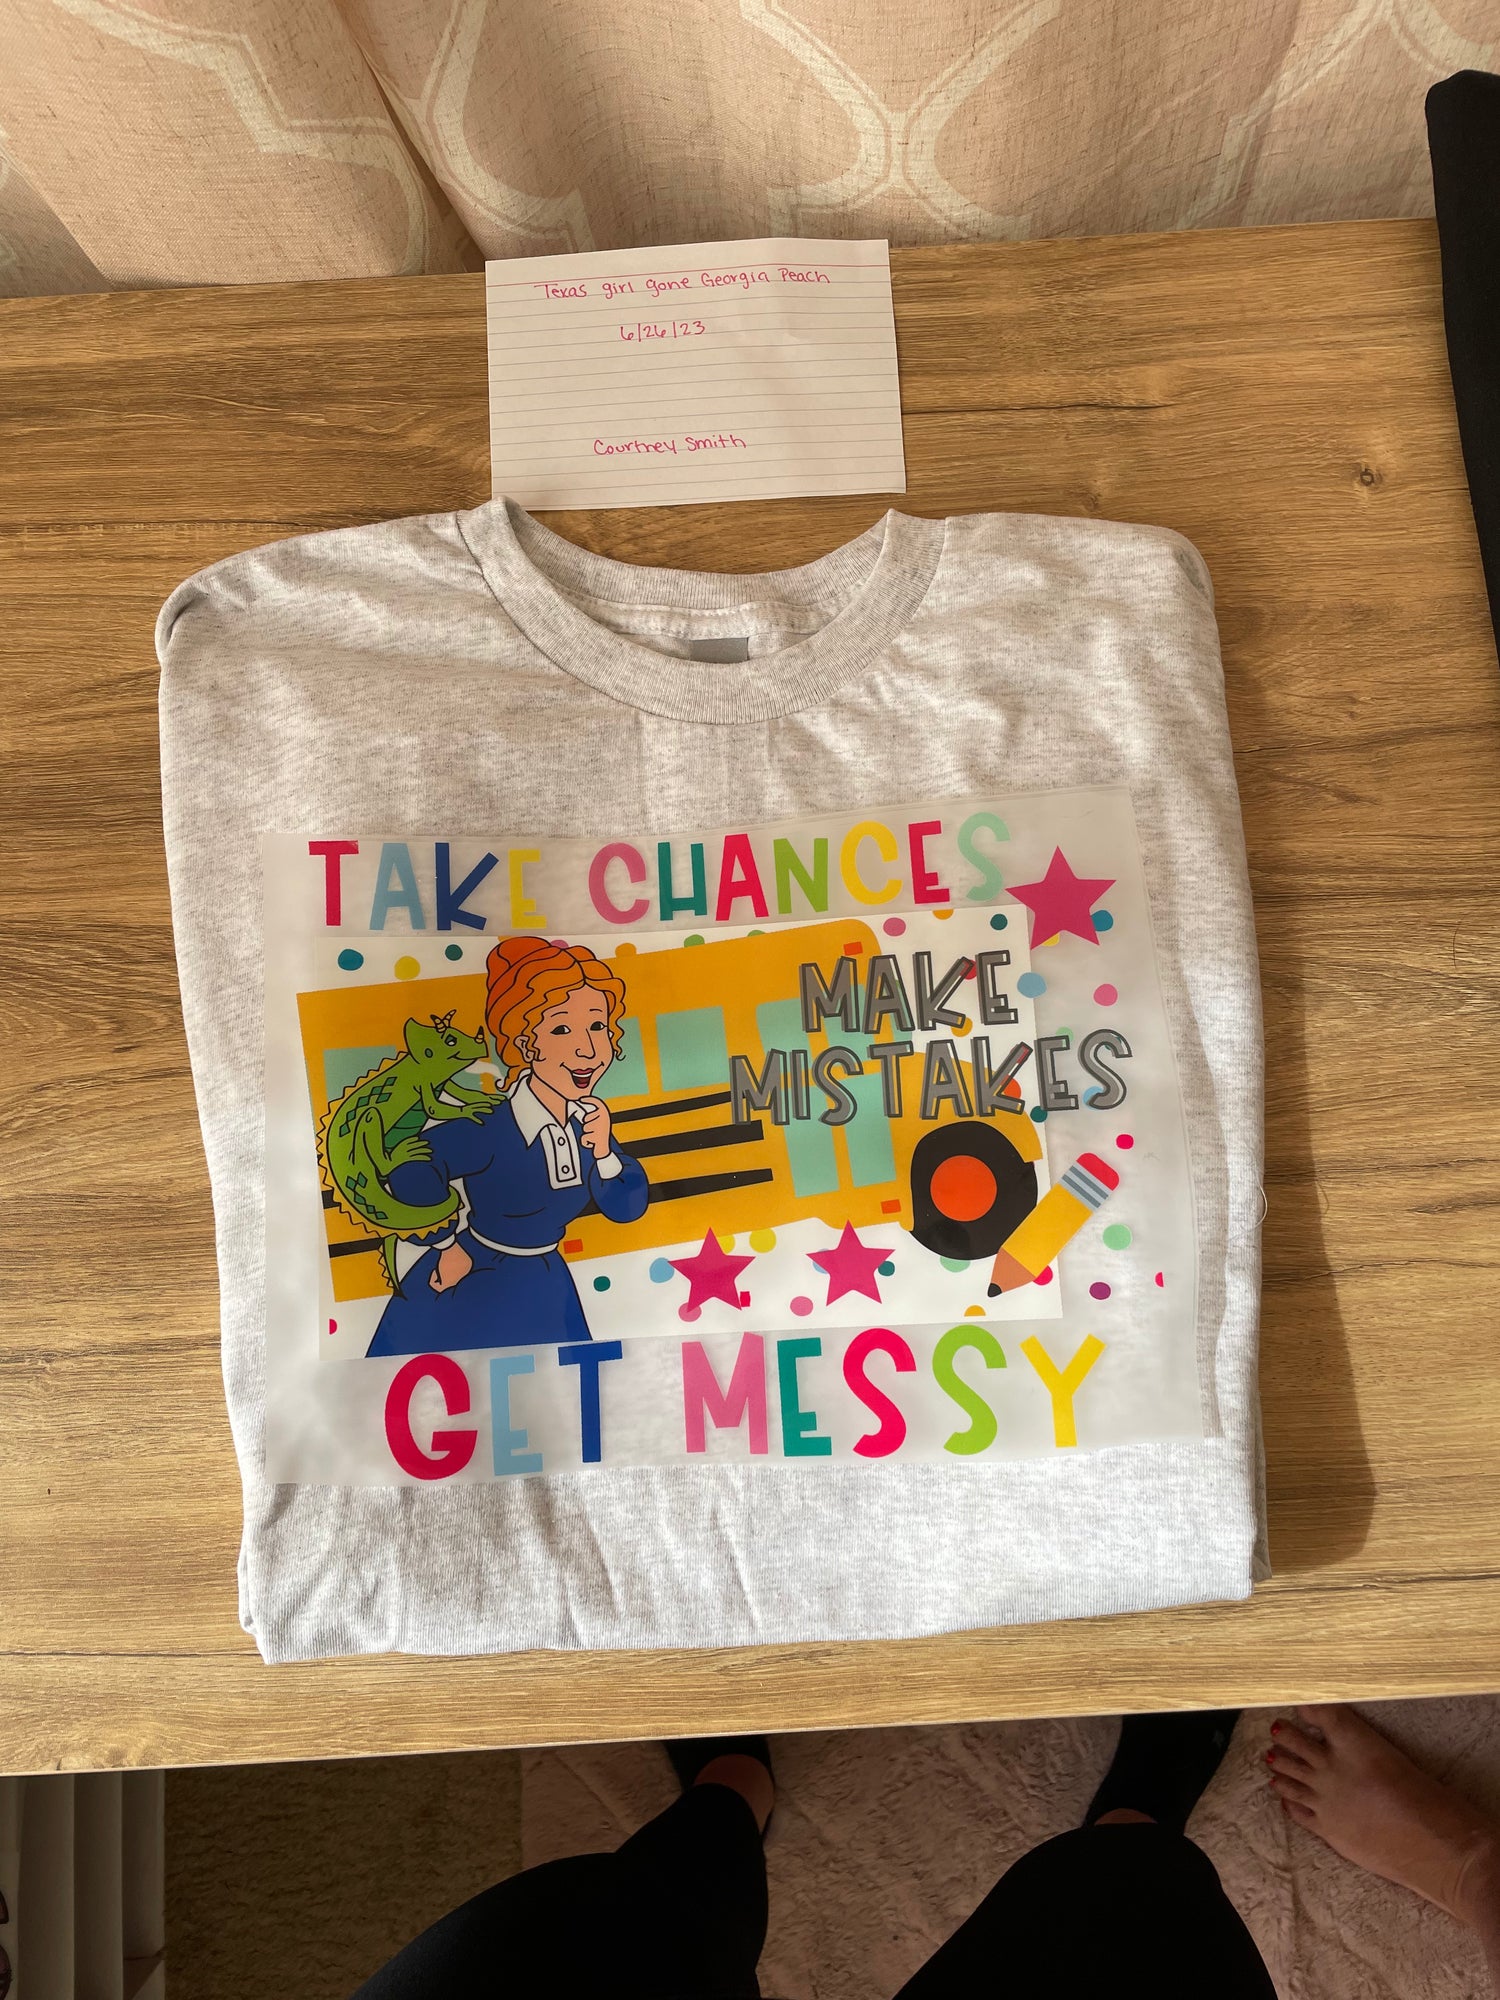 Texas girl gone Georgia Peach
6/26/23
Courtney Smith
TAKE CHANCES
MAKE
MISTAKES
GET MESSY